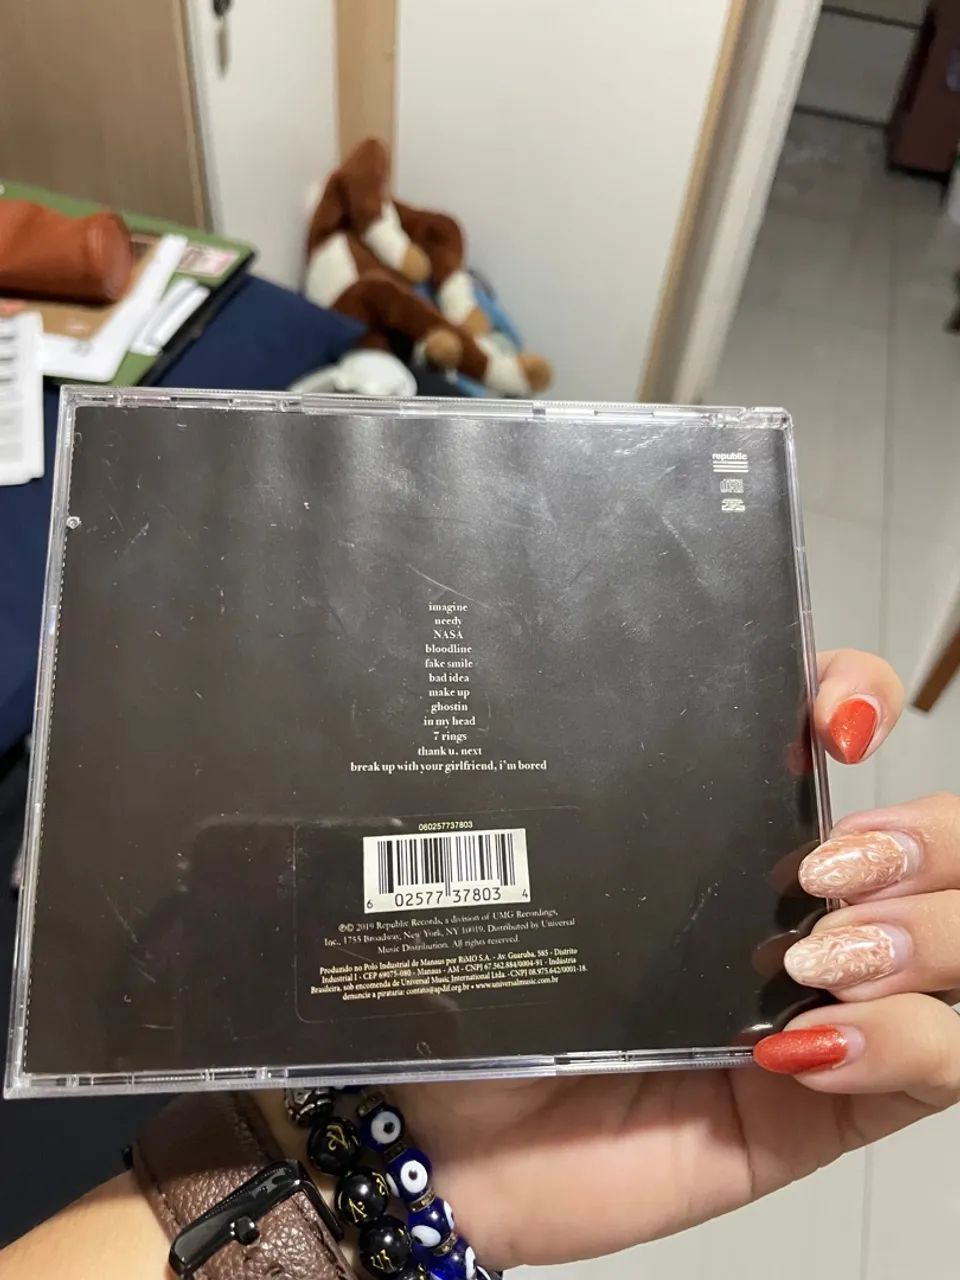 republic
imagine
needy
NASA
bloodline
fake smile
bad idea
make up
ghostin
in my head
7 rings
thank u, next
break up with your girlfriend, i'm bored
060257737803
6 02577 37803 4
℗© 2019 Republic Records, a division of UMG Recordings,
Inc., 1755 Broadway, New York, NY 10019. Distributed by Universal
Music Distribution. All rights reserved.
Produzido no Polo Industrial de Manaus por RiMO S.A. - Av. Guaruba, 585 - Distrito
Industrial I - CEP 69075-080 - Manaus - AM - CNPJ 67.562.884/0004-91 - Indústria
Brasileira, sob encomenda de Universal Music International Ltda. - CNPJ 08.975.642/0001-18.
denuncie a pirataria: contato@apdif.org.br • www.universalmusic.com.br